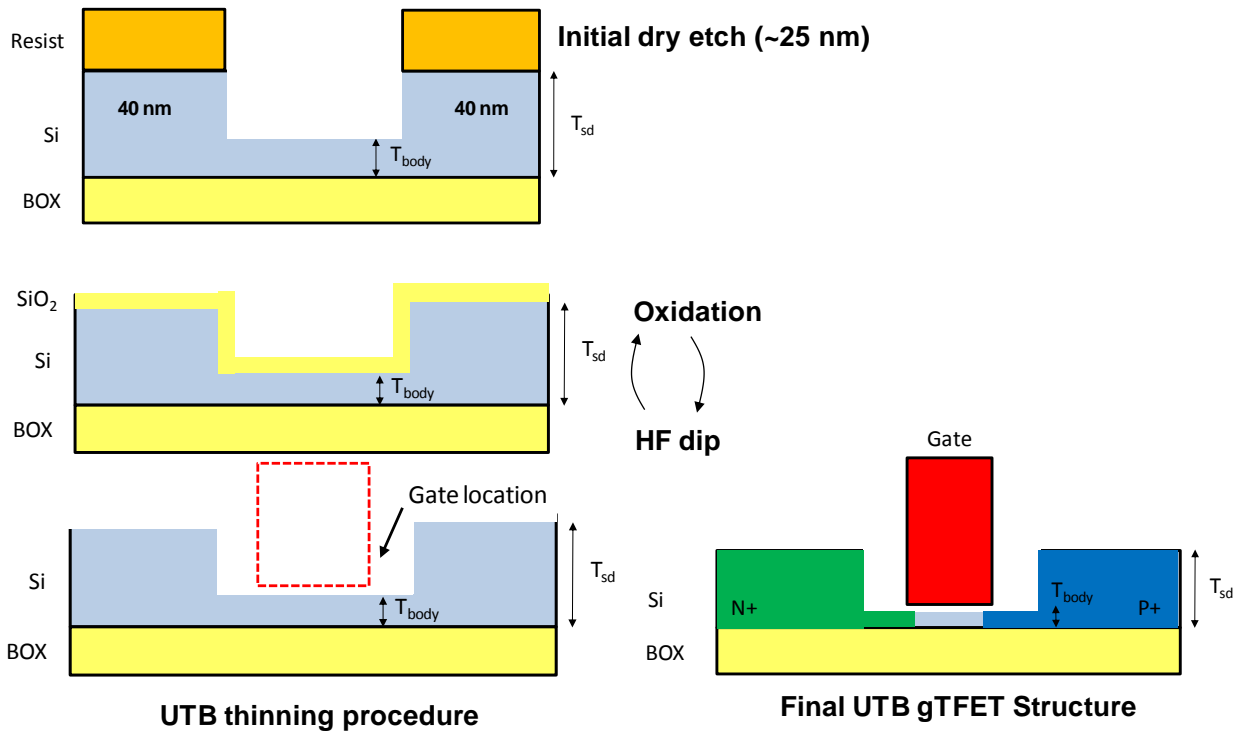 Resist
Initial dry etch (~25 nm)
40 nm
40 nm
T_sd
Si
T_body
BOX
SiO₂
Oxidation
Si
T_sd
T_body
BOX
HF dip
Gate
Gate location
Si
T_sd
T_body
BOX
Si
N+
T_body
P+
T_sd
BOX
UTB thinning procedure
Final UTB gTFET Structure